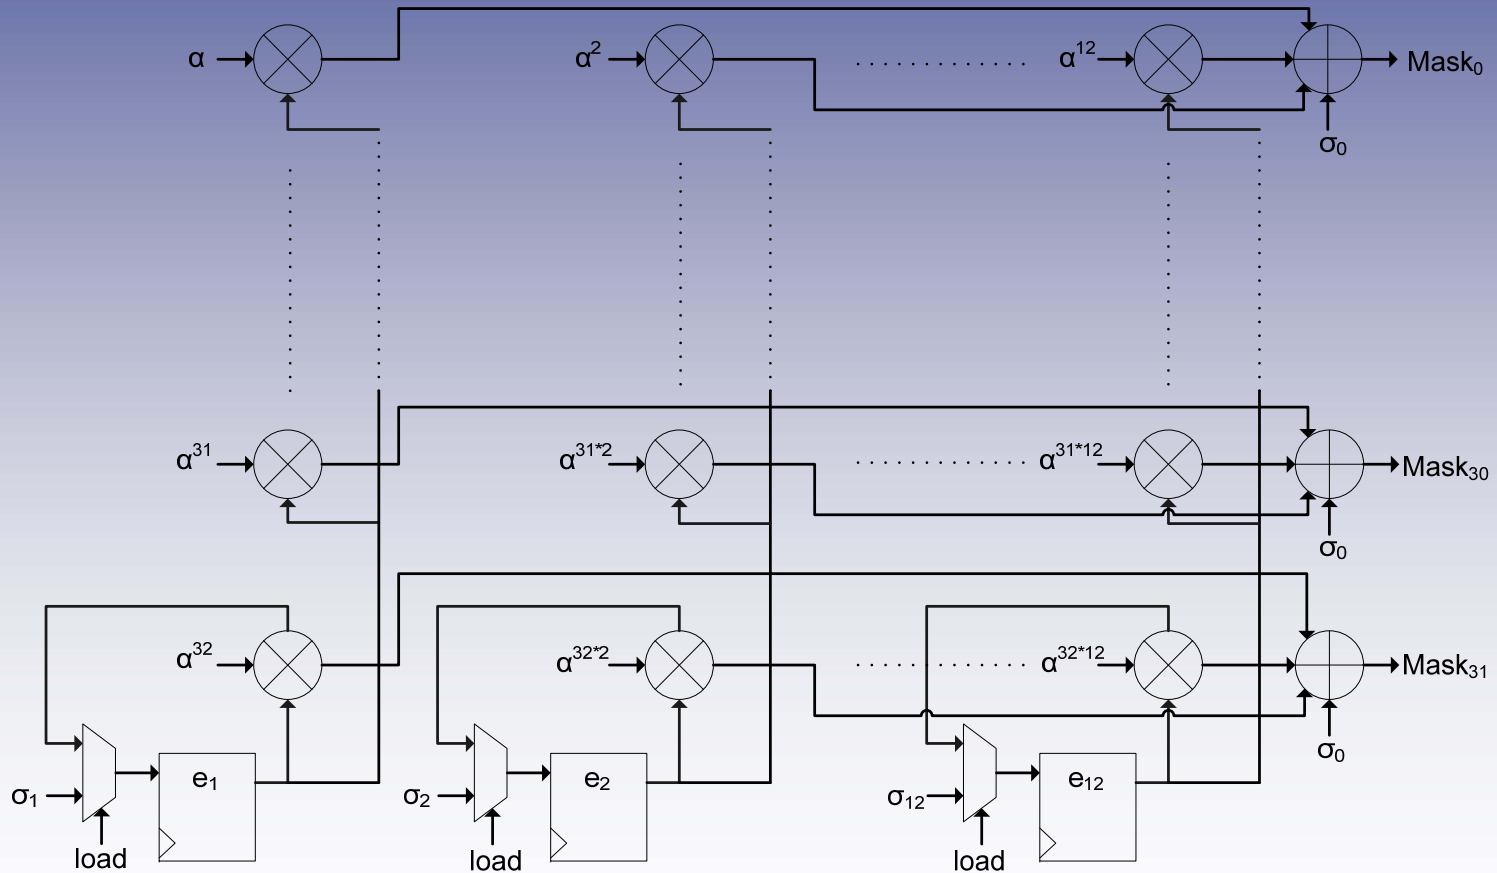 α α² α¹² Mask₀
σ₀
α³¹ α³¹*² α³¹*¹² Mask₃₀
σ₀
α³² α³²*² α³²*¹² Mask₃₁
σ₀
e₁ e₂ e₁₂
σ₁ σ₂ σ₁₂
load load load